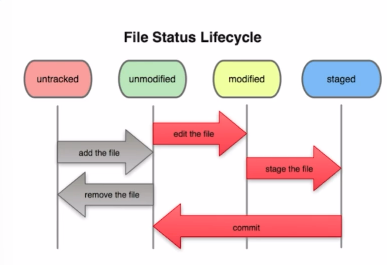 File Status Lifecycle
untracked
unmodified
modified
staged
edit the file
add the file
stage the file
remove the file
commit